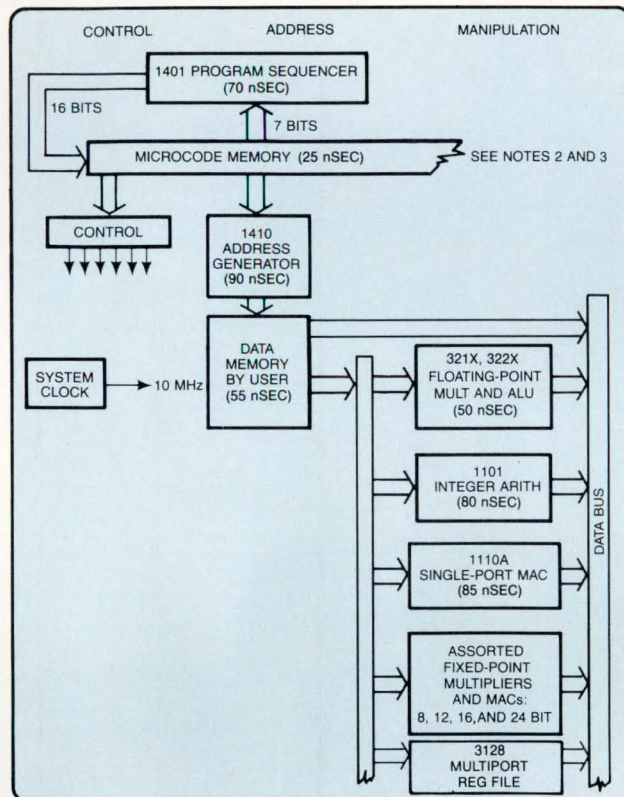 CONTROL
ADDRESS
MANIPULATION
1401 PROGRAM SEQUENCER
(70 nSEC)
16 BITS
7 BITS
MICROCODE MEMORY (25 nSEC)
SEE NOTES 2 AND 3
CONTROL
1410
ADDRESS
GENERATOR
(90 nSEC)
SYSTEM
CLOCK
10 MHz
DATA
MEMORY
BY USER
(55 nSEC)
321X, 322X
FLOATING-POINT
MULT AND ALU
(50 nSEC)
1101
INTEGER ARITH
(80 nSEC)
1110A
SINGLE-PORT MAC
(85 nSEC)
ASSORTED
FIXED-POINT
MULTIPLIERS
AND MACs:
8, 12, 16, AND 24 BIT
3128
MULTIPORT
REG FILE
DATA BUS